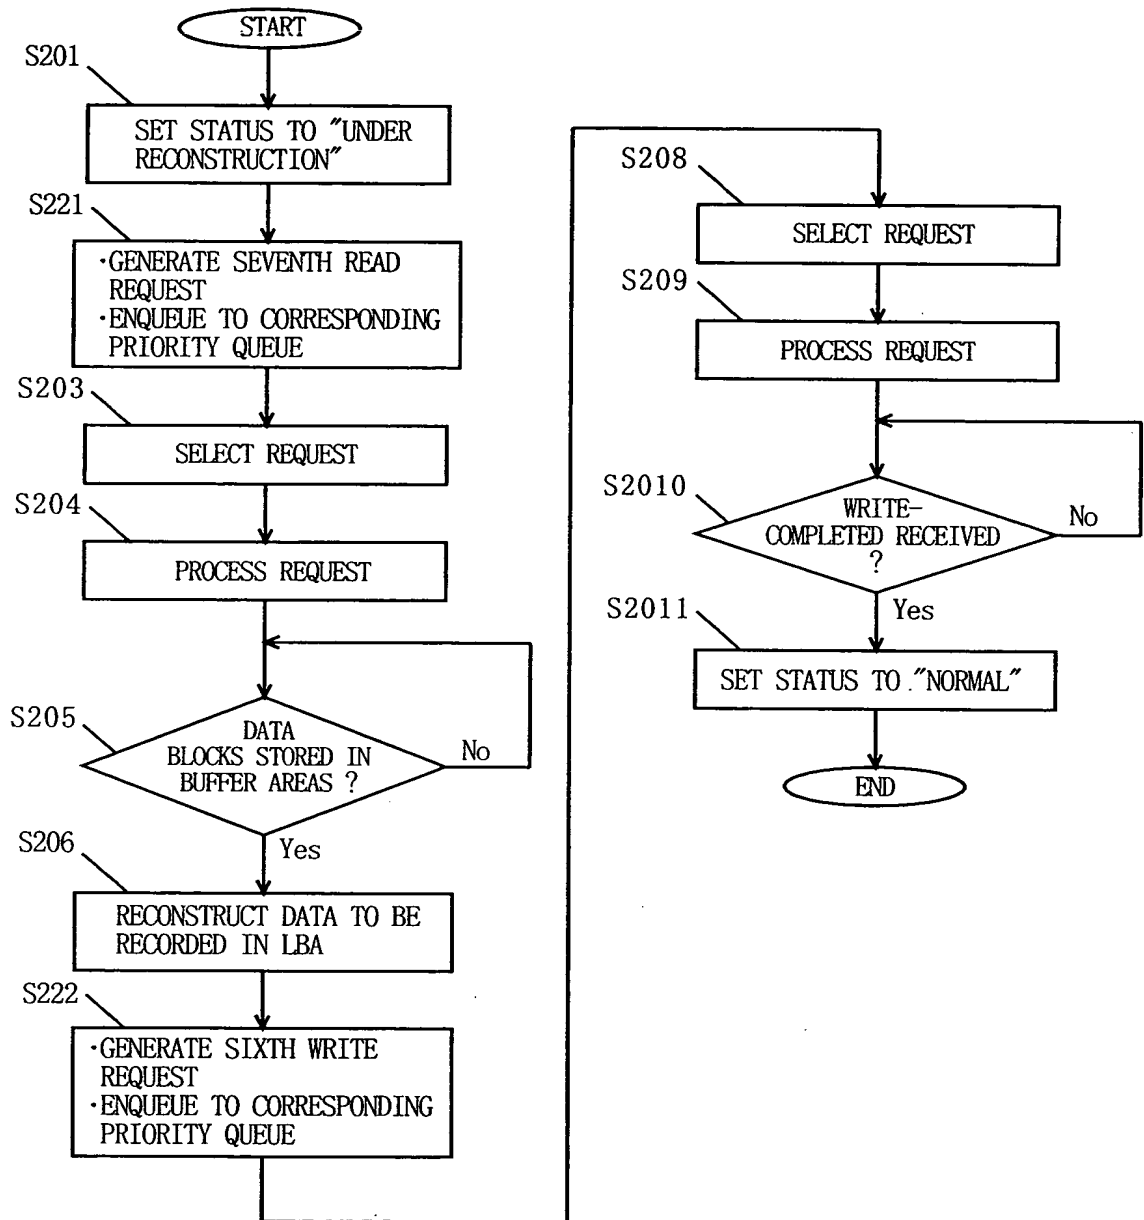 START
S201
SET STATUS TO "UNDER
RECONSTRUCTION"
S221
·GENERATE SEVENTH READ
REQUEST
·ENQUEUE TO CORRESPONDING
PRIORITY QUEUE
S203
SELECT REQUEST
S204
PROCESS REQUEST
S205
DATA
BLOCKS STORED IN
BUFFER AREAS ?
No
Yes
S206
RECONSTRUCT DATA TO BE
RECORDED IN LBA
S222
·GENERATE SIXTH WRITE
REQUEST
·ENQUEUE TO CORRESPONDING
PRIORITY QUEUE
S208
SELECT REQUEST
S209
PROCESS REQUEST
S2010
WRITE-
COMPLETED RECEIVED
?
No
Yes
S2011
SET STATUS TO "NORMAL"
END